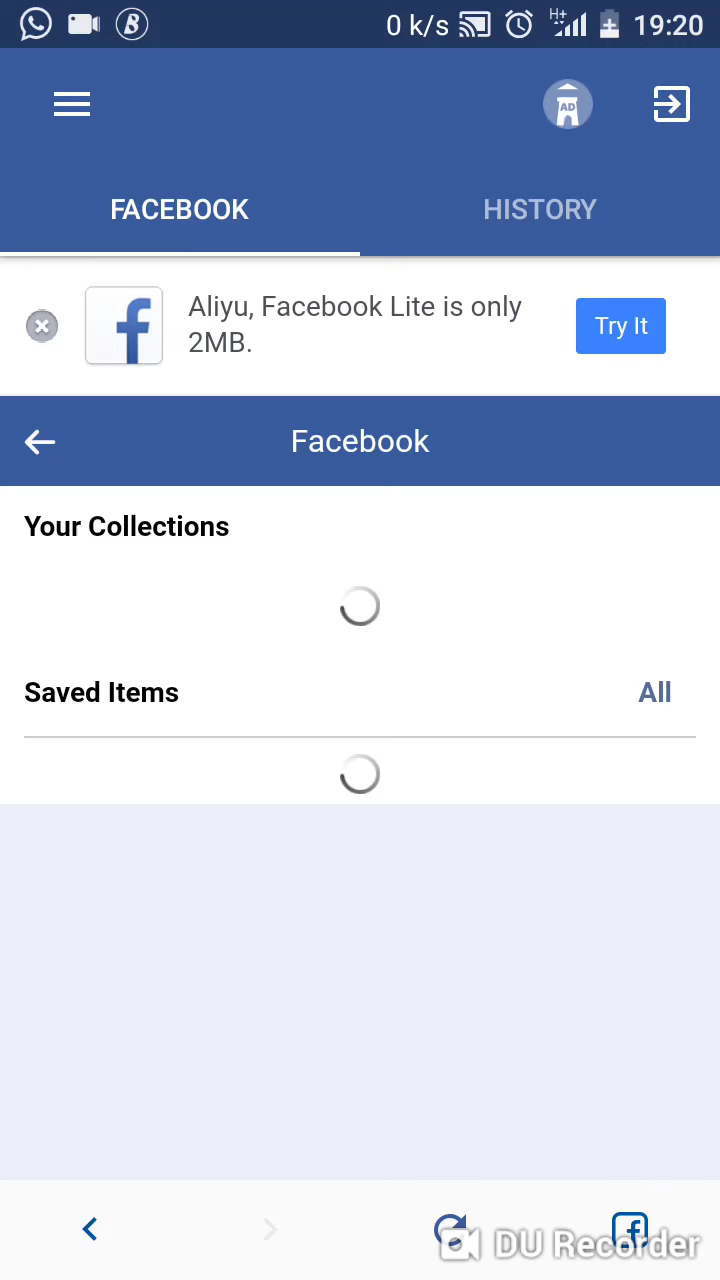 0 k/s H+ 19:20
AD
FACEBOOK HISTORY
Aliyu, Facebook Lite is only
2MB.
Try It
Facebook
Your Collections
Saved Items All
DU Recorder